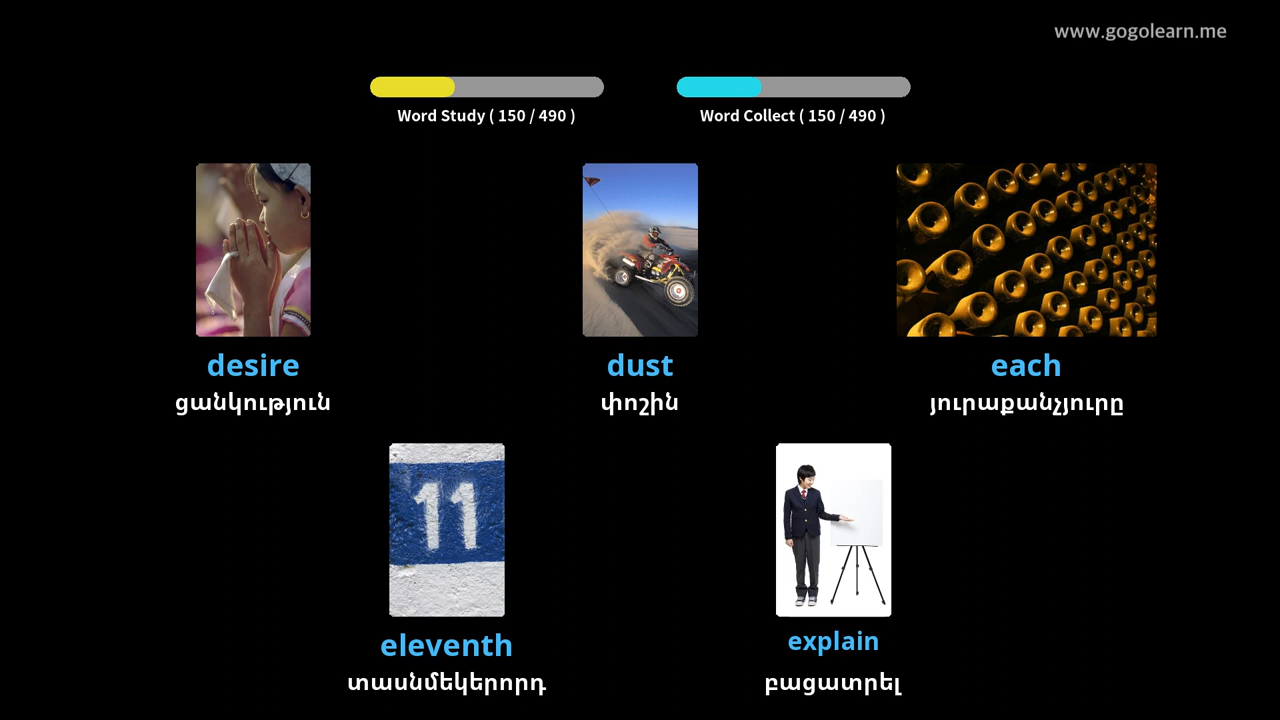 www.gogolearn.me
Word Study ( 150 / 490 )
Word Collect ( 150 / 490 )
desire
ցանկություն
dust
փոշին
each
յուրաքանչյուրը
11
eleventh
տասնմեկերորդ
explain
բացատրել